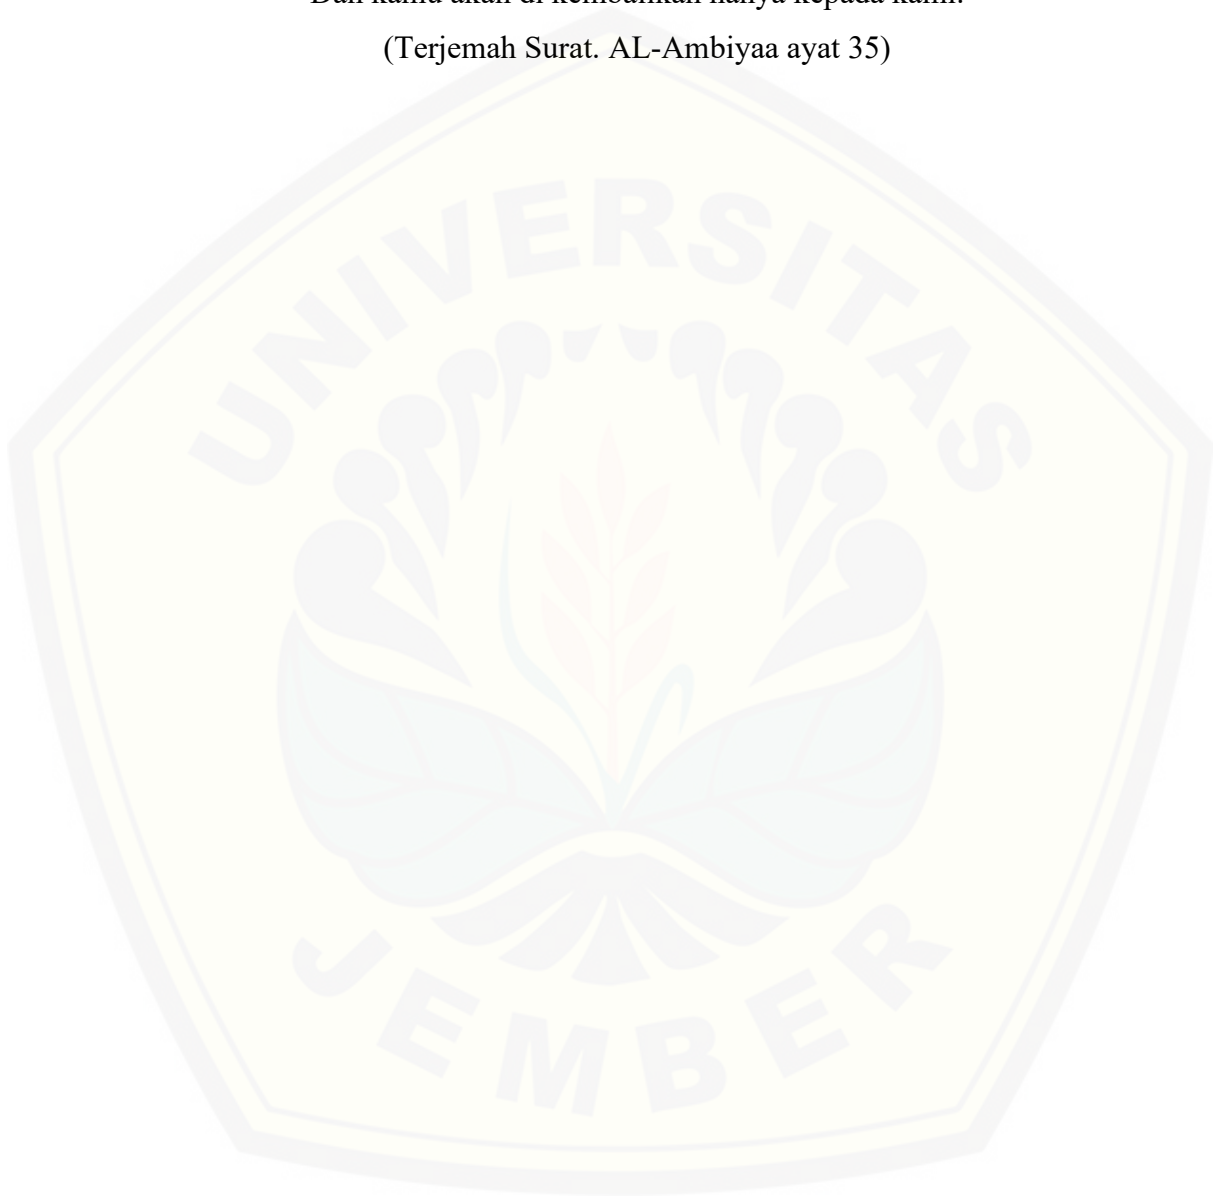 Dan kamu akan di kembalikan hanya kepada kami.
(Terjemah Surat. AL-Ambiyaa ayat 35)
UNIVERSITAS
JEMBER